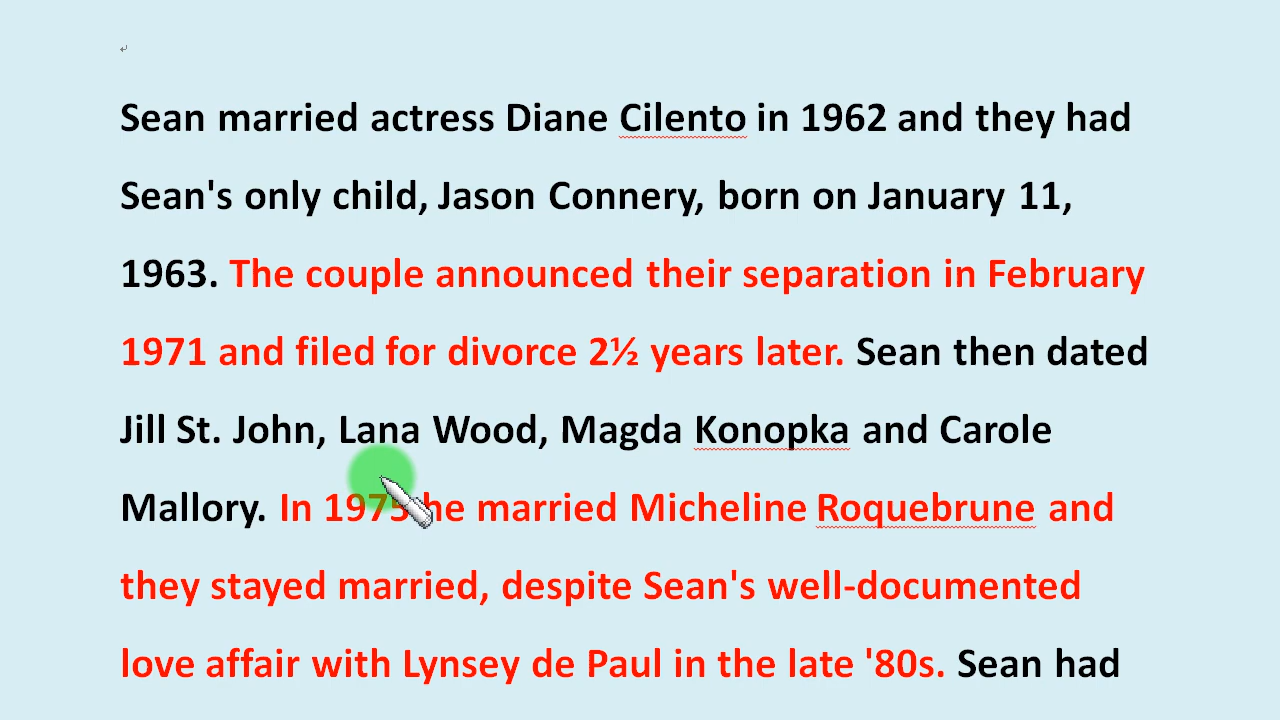 Sean married actress Diane Cilento in 1962 and they had
Sean's only child, Jason Connery, born on January 11,
1963. The couple announced their separation in February
1971 and filed for divorce 2½ years later. Sean then dated
Jill St. John, Lana Wood, Magda Konopka and Carole
Mallory. In 1975 he married Micheline Roquebrune and
they stayed married, despite Sean's well-documented
love affair with Lynsey de Paul in the late '80s. Sean had